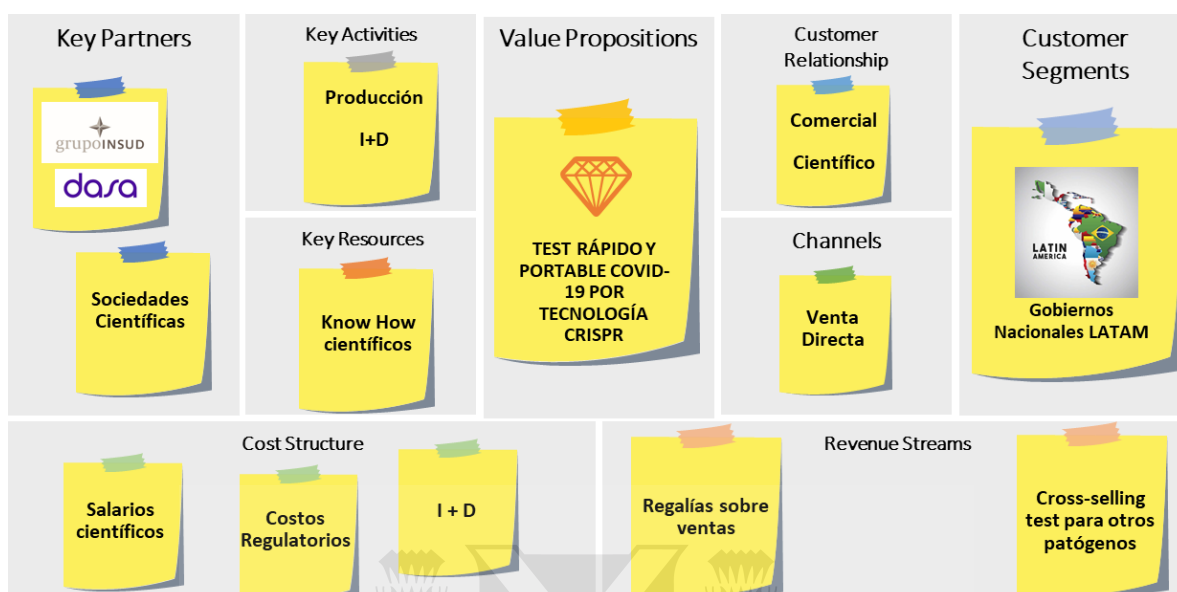 Key Partners
grupoINSUD
dasa
Sociedades
Científicas
Key Activities
Producción
I+D
Key Resources
Know How
científicos
Value Propositions
TEST RÁPIDO Y
PORTABLE COVID-
19 POR
TECNOLOGÍA
CRISPR
Customer
Relationship
Comercial
Científico
Channels
Venta
Directa
Customer
Segments
LATIN
AMERICA
Gobiernos
Nacionales LATAM
Cost Structure
Salarios
científicos
Costos
Regulatorios
I + D
Revenue Streams
Regalías sobre
ventas
Cross-selling
test para otros
patógenos